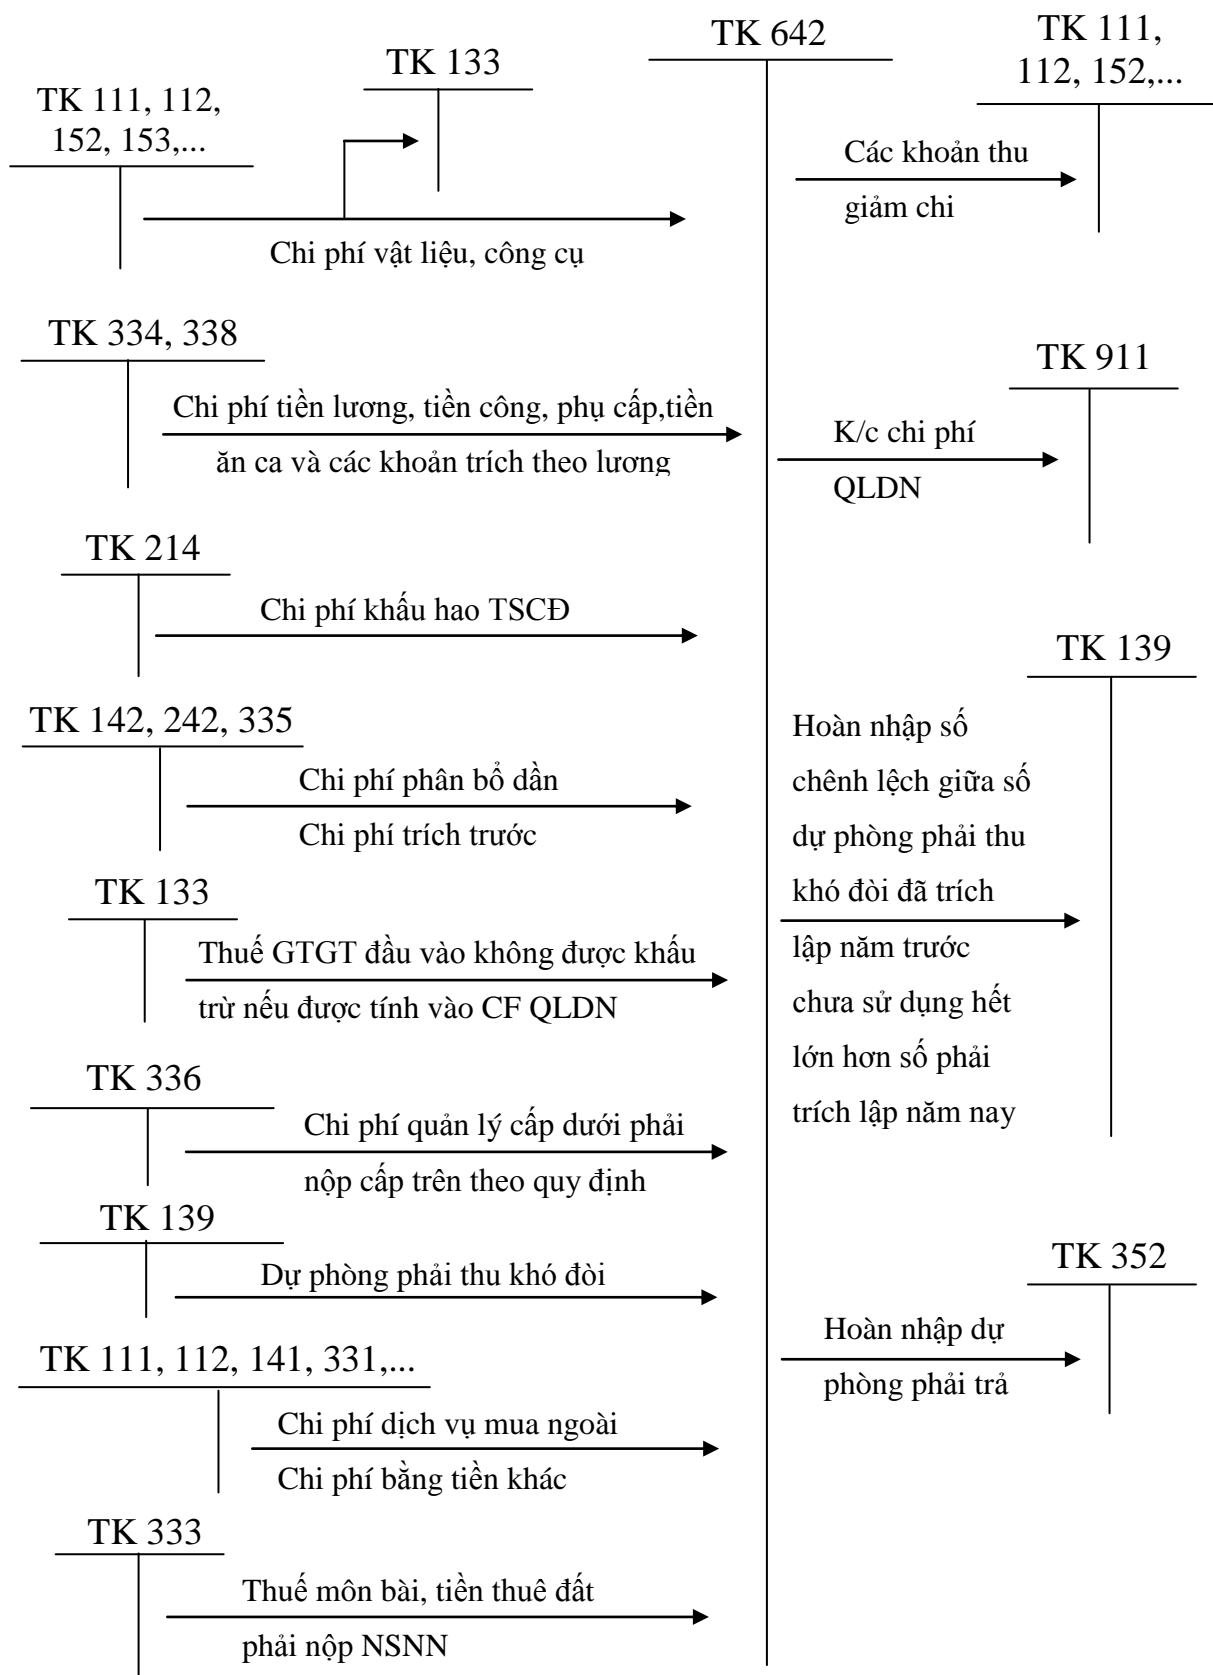 TK 642
TK 111,
112, 152,...
TK 133
TK 111, 112,
152, 153,...
Các khoản thu
giảm chi
Chi phí vật liệu, công cụ
TK 334, 338
TK 911
Chi phí tiền lương, tiền công, phụ cấp,tiền
ăn ca và các khoản trích theo lương
K/c chi phí
QLDN
TK 214
Chi phí khấu hao TSCĐ
TK 139
TK 142, 242, 335
Chi phí phân bổ dần
Chi phí trích trước
Hoàn nhập số
chênh lệch giữa số
dự phòng phải thu
khó đòi đã trích
lập năm trước
chưa sử dụng hết
lớn hơn số phải
trích lập năm nay
TK 133
Thuế GTGT đầu vào không được khấu
trừ nếu được tính vào CF QLDN
TK 336
Chi phí quản lý cấp dưới phải
nộp cấp trên theo quy định
TK 139
Dự phòng phải thu khó đòi
TK 352
Hoàn nhập dự
phòng phải trả
TK 111, 112, 141, 331,...
Chi phí dịch vụ mua ngoài
Chi phí bằng tiền khác
TK 333
Thuế môn bài, tiền thuê đất
phải nộp NSNN